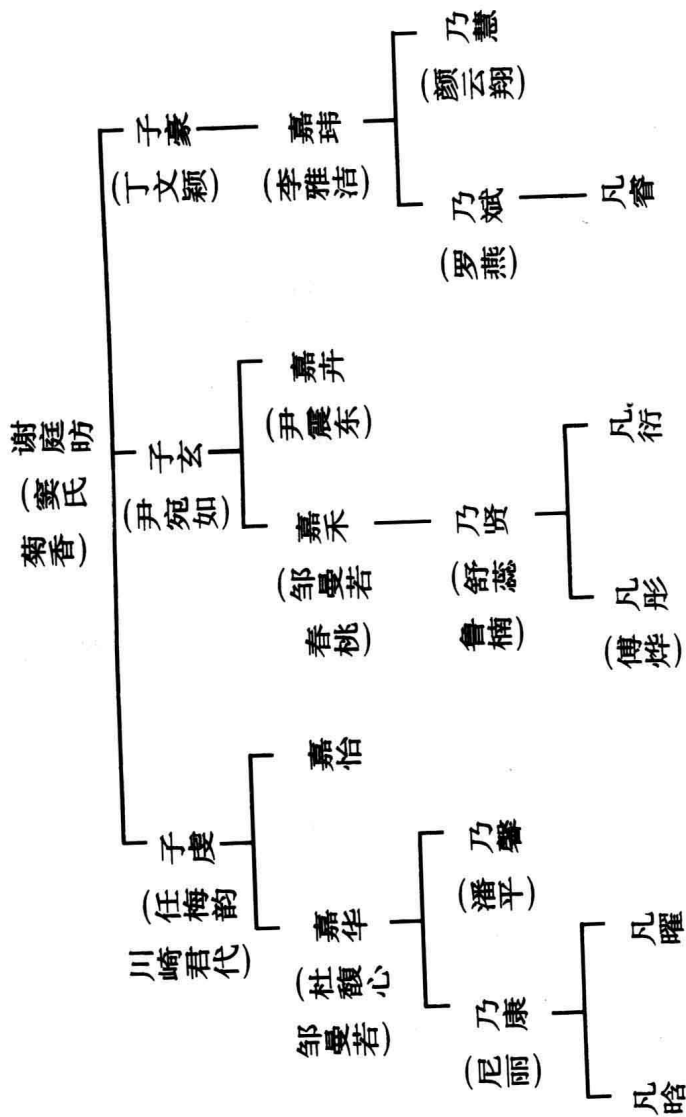 谢庭昉
(窦氏
菊香)
子虔
(任梅韵
川崎君代)
子玄
(尹宛如)
子豪
(丁文颖)
嘉华
(杜馥心
邹曼若)
嘉怡
嘉禾
(邹曼若
春桃)
嘉卉
(尹震东)
嘉玮
(李雅洁)
乃康
(尼丽)
乃馨
(潘平)
乃贤
(舒蕊
鲁楠)
乃斌
(罗燕)
乃慧
(颜云翔)
凡晗
凡曜
凡彤
(傅烨)
凡衍
凡睿